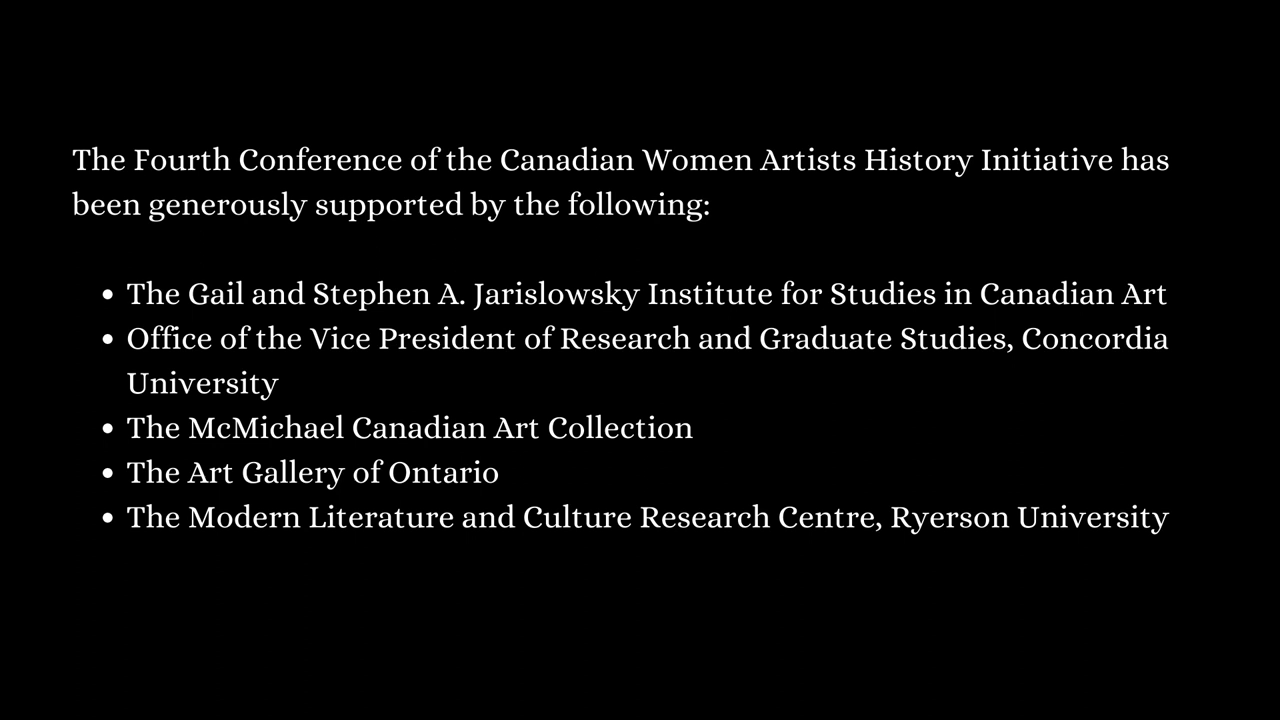 The Fourth Conference of the Canadian Women Artists History Initiative has
been generously supported by the following:
• The Gail and Stephen A. Jarislowsky Institute for Studies in Canadian Art
• Office of the Vice President of Research and Graduate Studies, Concordia
University
• The McMichael Canadian Art Collection
• The Art Gallery of Ontario
• The Modern Literature and Culture Research Centre, Ryerson University